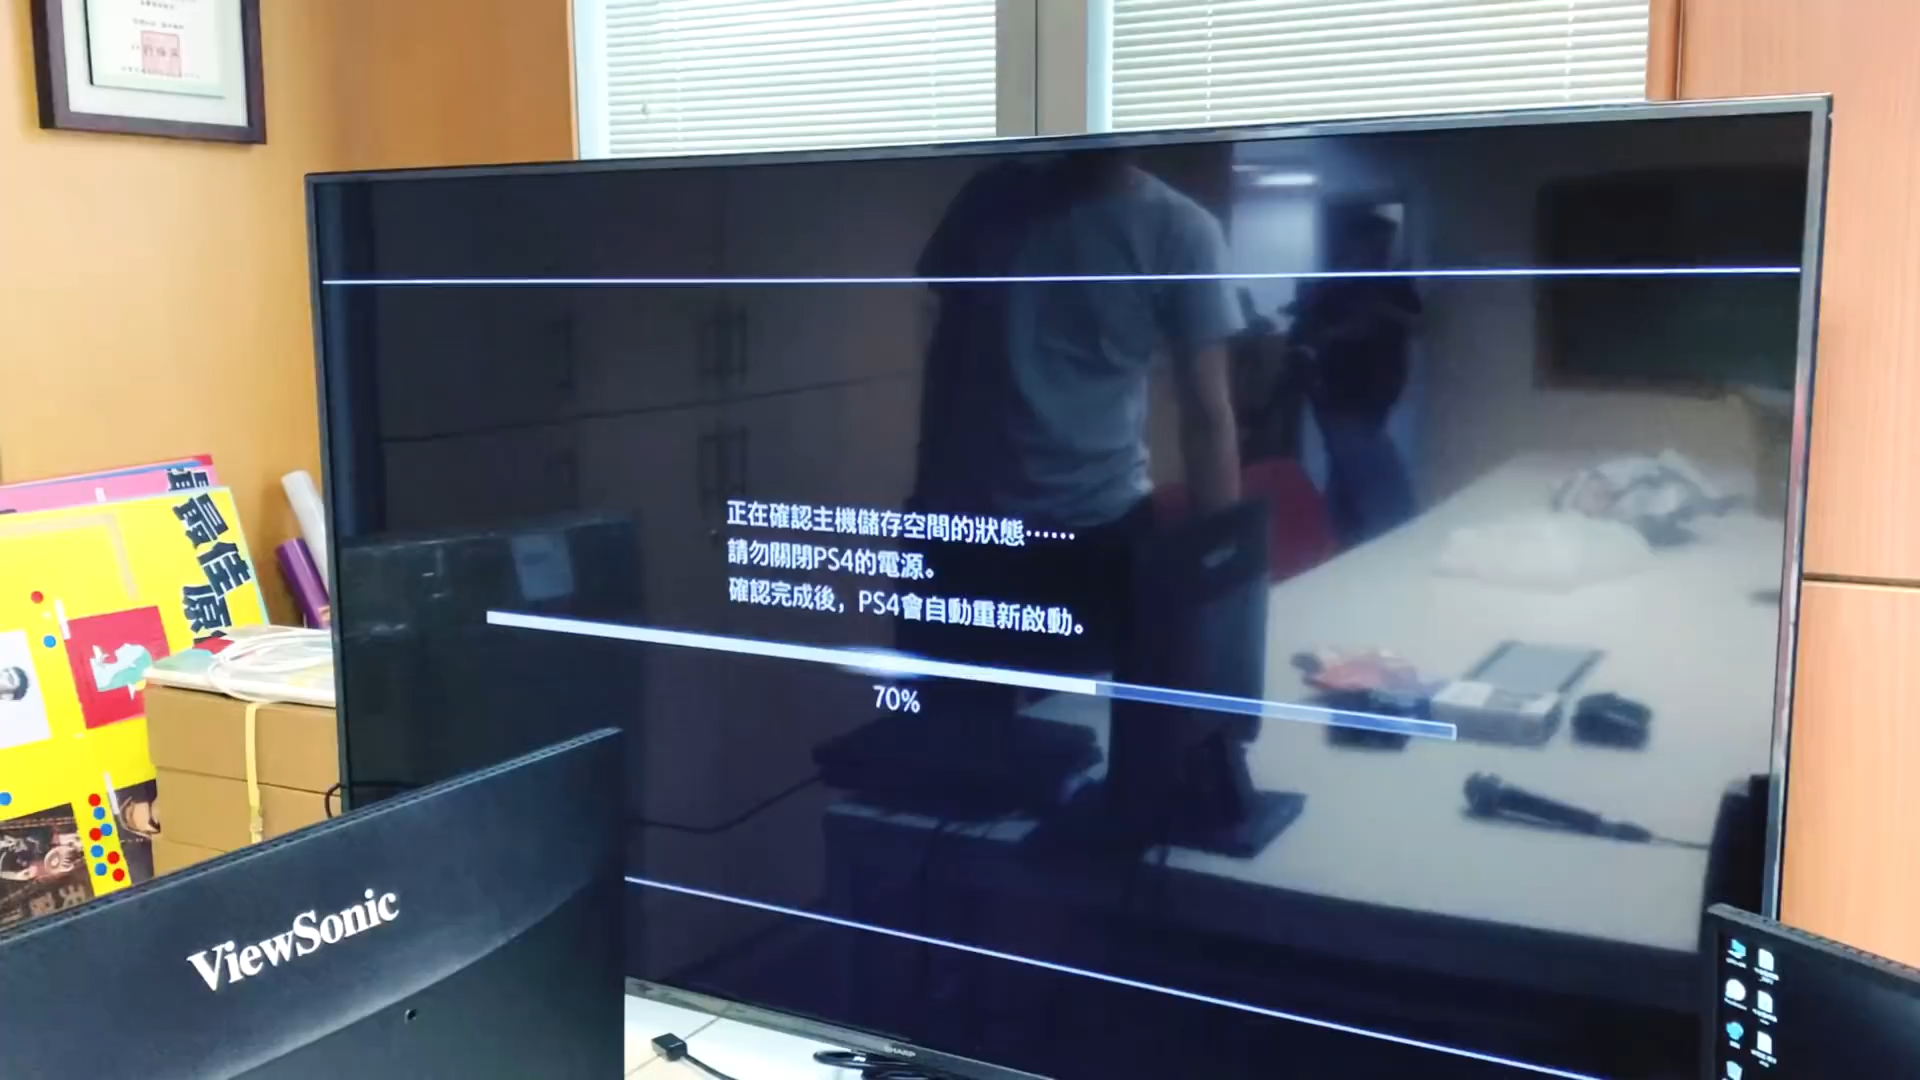 正在確認主機儲存空間的狀態……
請勿關閉PS4的電源。
確認完成後，PS4會自動重新啟動。
70%
ViewSonic
SHARP